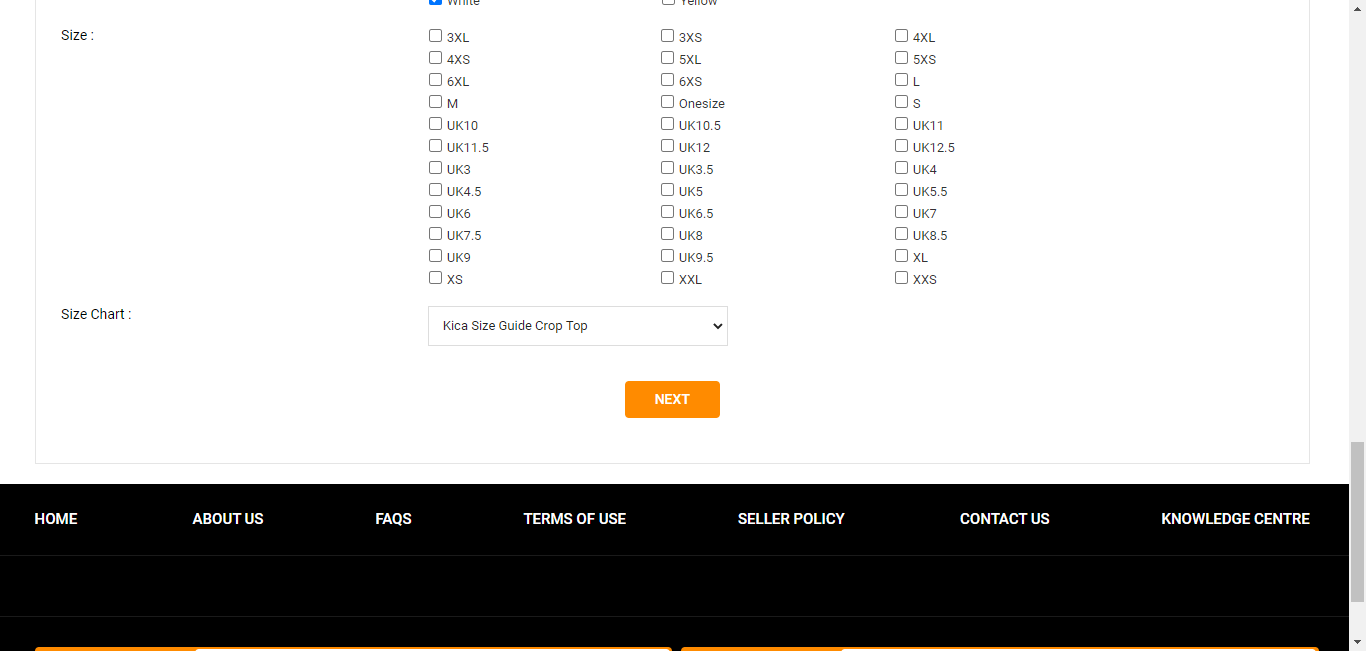 White Yellow
Size :
3XL 3XS 4XL
4XS 5XL 5XS
6XL 6XS L
M Onesize S
UK10 UK10.5 UK11
UK11.5 UK12 UK12.5
UK3 UK3.5 UK4
UK4.5 UK5 UK5.5
UK6 UK6.5 UK7
UK7.5 UK8 UK8.5
UK9 UK9.5 XL
XS XXL XXS
Size Chart :
Kica Size Guide Crop Top
NEXT
HOME ABOUT US FAQS TERMS OF USE SELLER POLICY CONTACT US KNOWLEDGE CENTRE